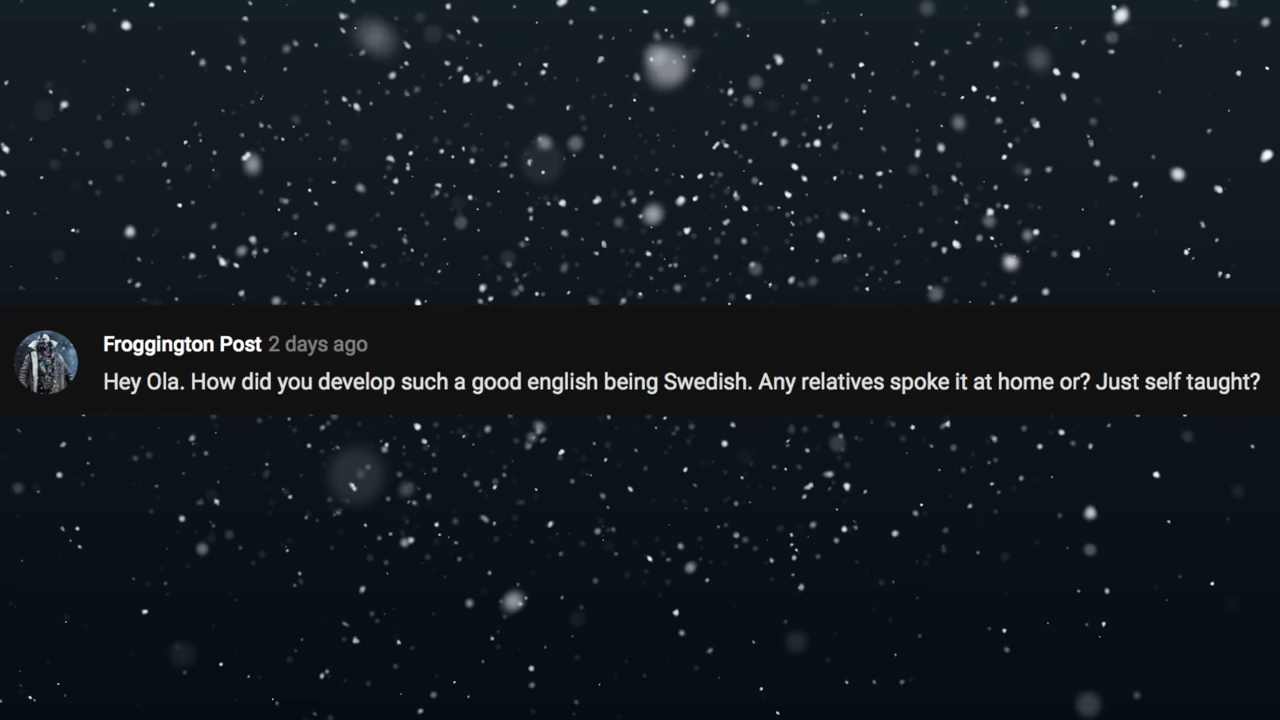 Froggington Post 2 days ago
Hey Ola. How did you develop such a good english being Swedish. Any relatives spoke it at home or? Just self taught?